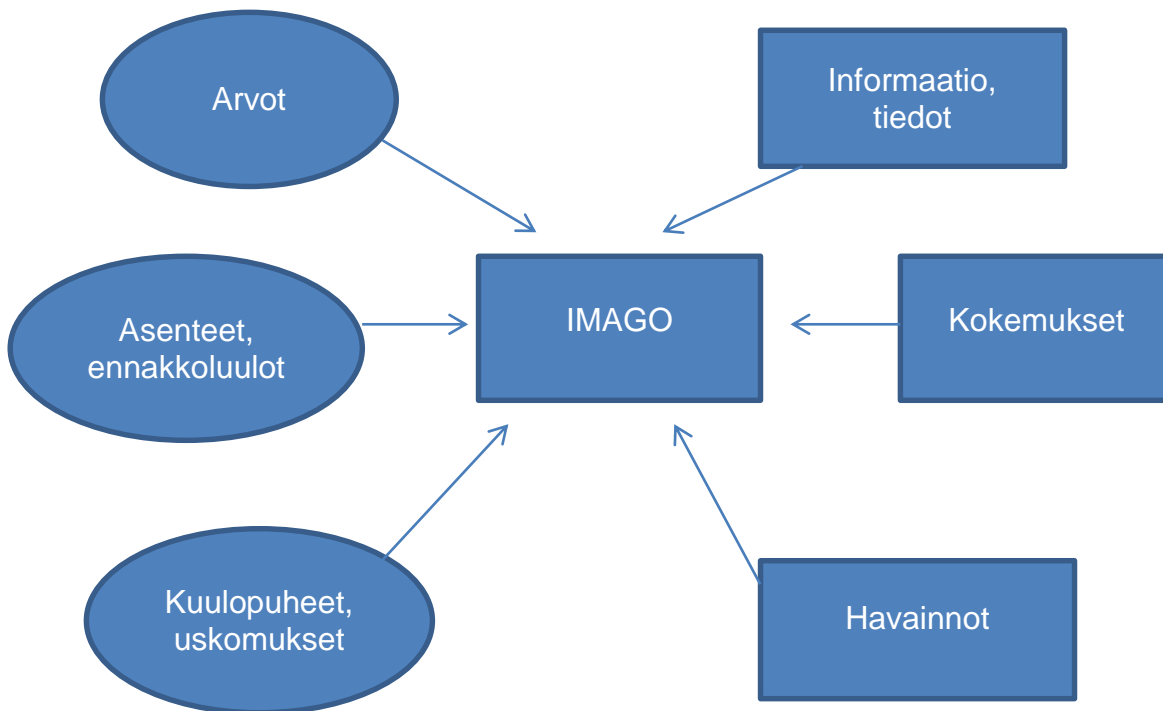 Arvot
Informaatio,
tiedot
Asenteet,
ennakkoluulot
IMAGO
Kokemukset
Kuulopuheet,
uskomukset
Havainnot